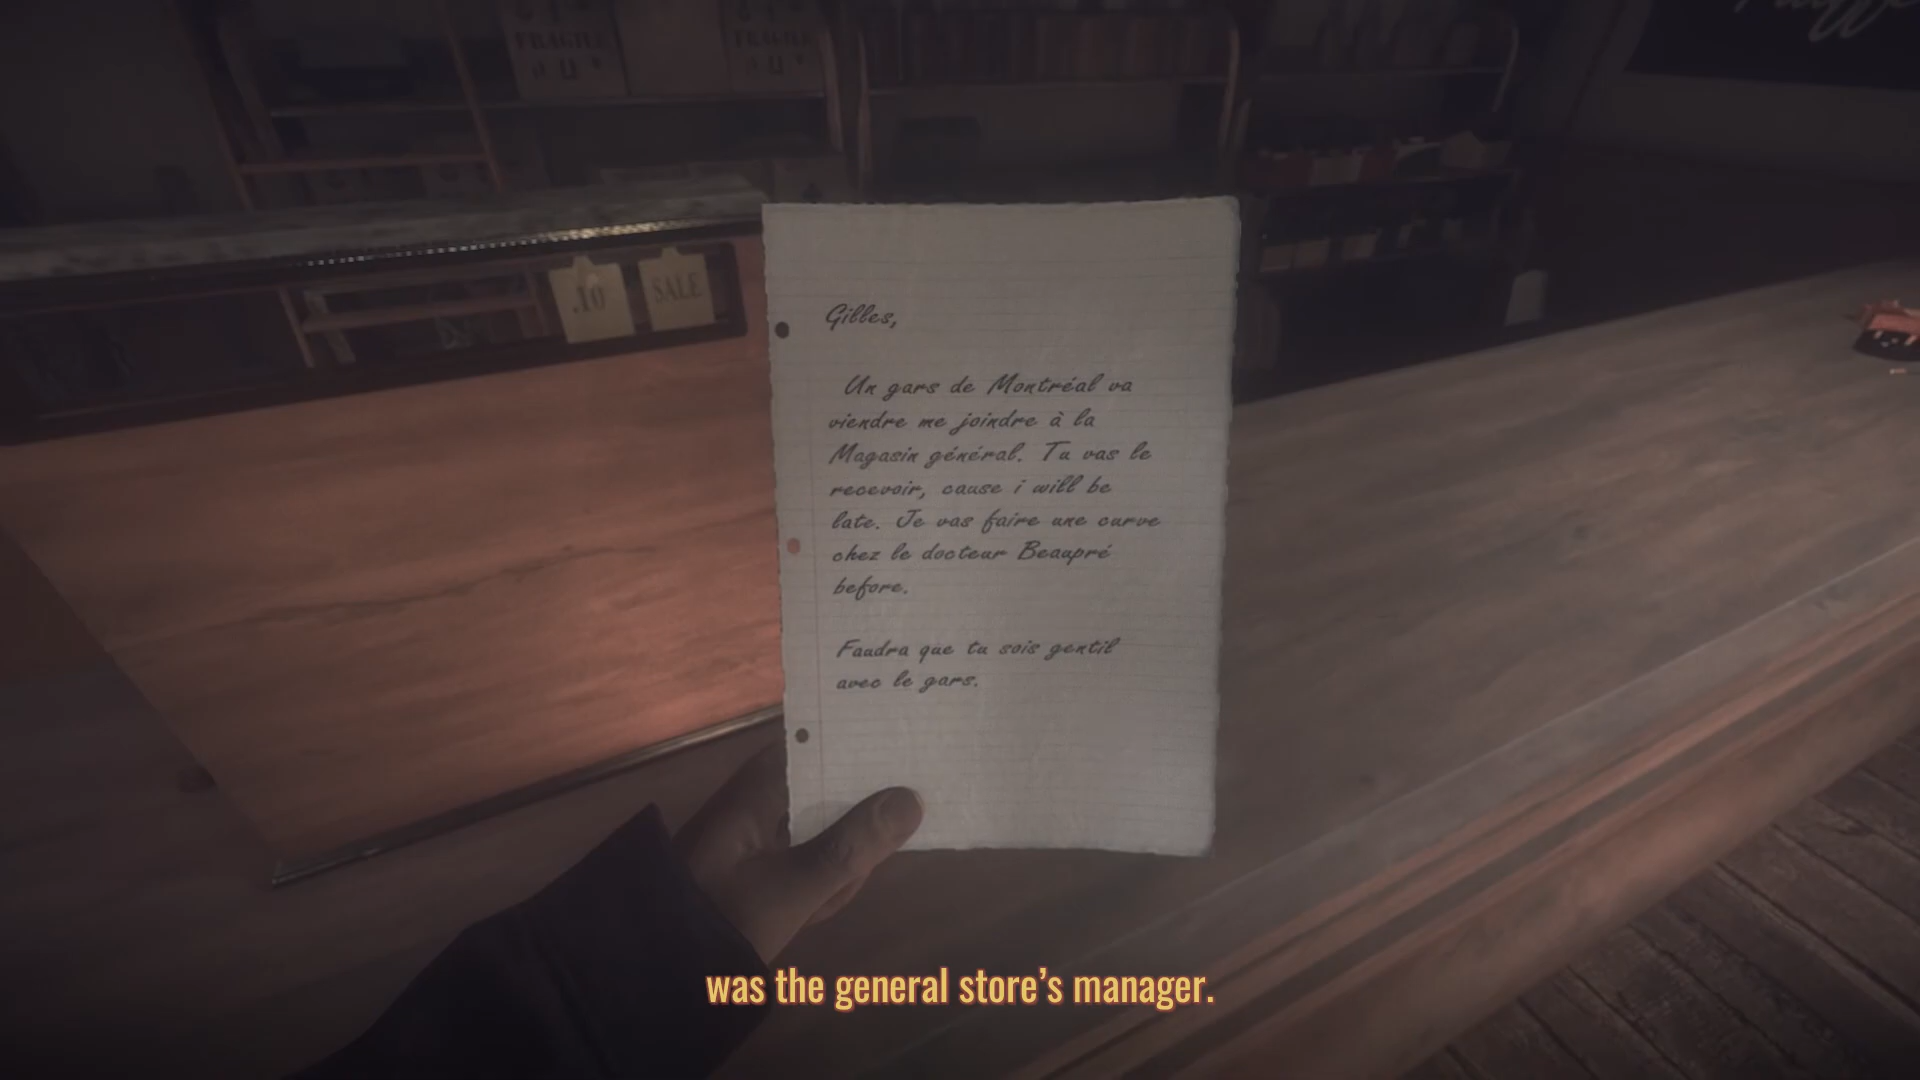 FRAGILE
FRAGILE
.10
SALE
Gilles,
Un gars de Montréal va
viendre me joindre à la
Magasin général. Tu vas le
recevoir, cause i will be
late. Je vas faire une curve
chez le docteur Beaupré
before.
Faudra que tu sois gentil
avec le gars.
was the general store's manager.